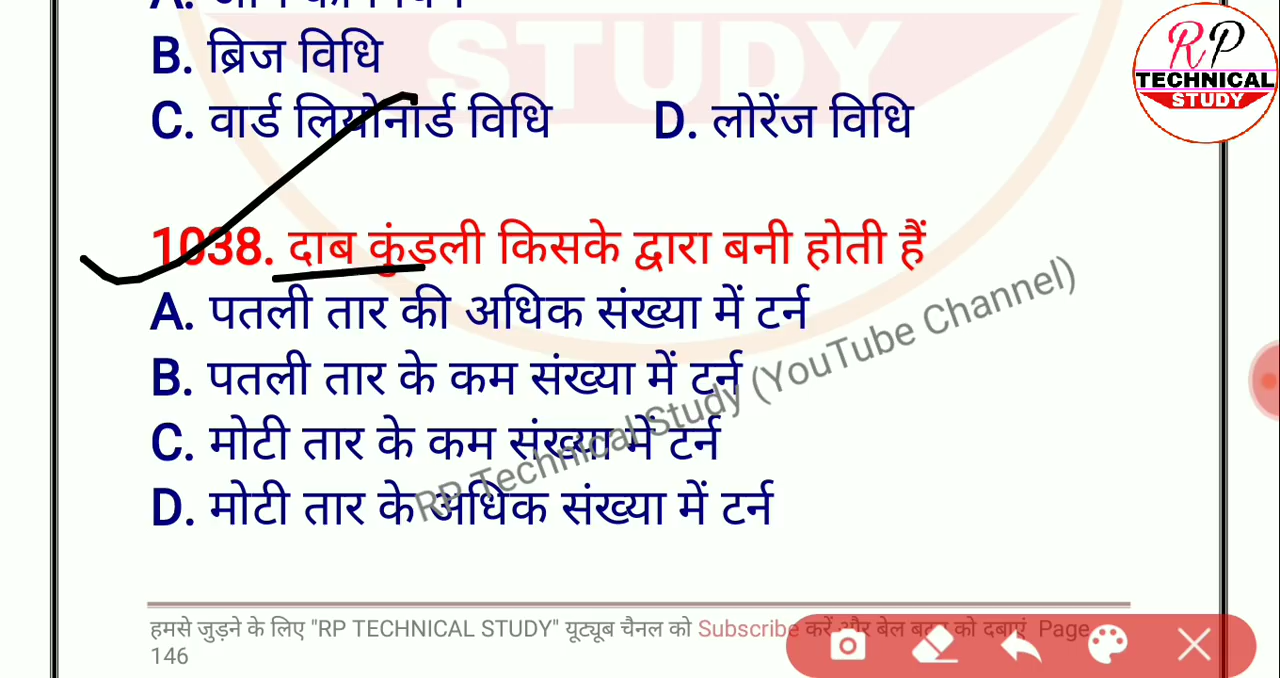 STUDY
B. ब्रिज विधि
C. वार्ड लियोनार्ड विधि D. लोरेंज विधि
RP
TECHNICAL
STUDY
1038. दाब कुंडली किसके द्वारा बनी होती हैं
A. पतली तार की अधिक संख्या में टर्न
B. पतली तार के कम संख्या में टर्न
C. मोटी तार के कम संख्या में टर्न
D. मोटी तार के अधिक संख्या में टर्न
RP Technical Study (YouTube Channel)
हमसे जुड़ने के लिए "RP TECHNICAL STUDY" यूट्यूब चैनल को Subscribe करें और बेल बटन को दबाएं Page
146